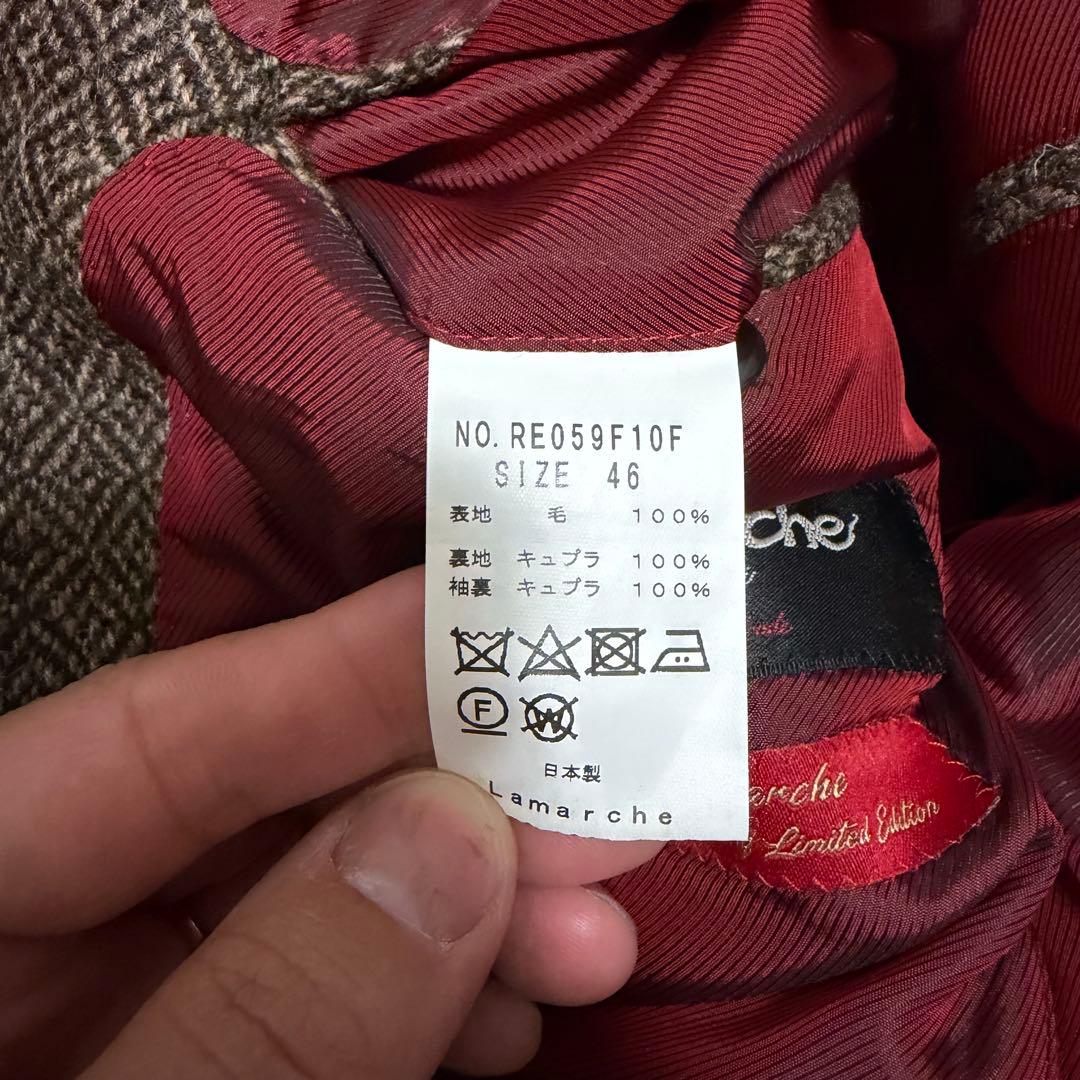 NO. RE059F10F
SIZE 46
表地 毛 100%
裏地 キュプラ 100%
袖裏 キュプラ 100%
F
W
日本製
Lamarche
Limited Edition